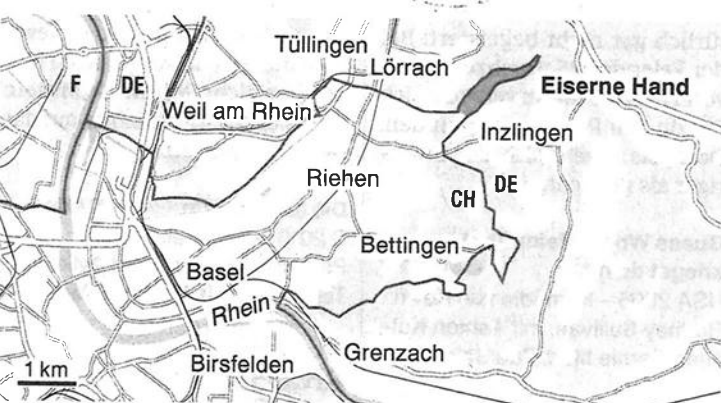 Tüllingen
Lörrach
F
DE
Eiserne Hand
Weil am Rhein
Inzlingen
Riehen
CH
DE
Bettingen
Basel
Rhein
Grenzach
Birsfelden
1 km